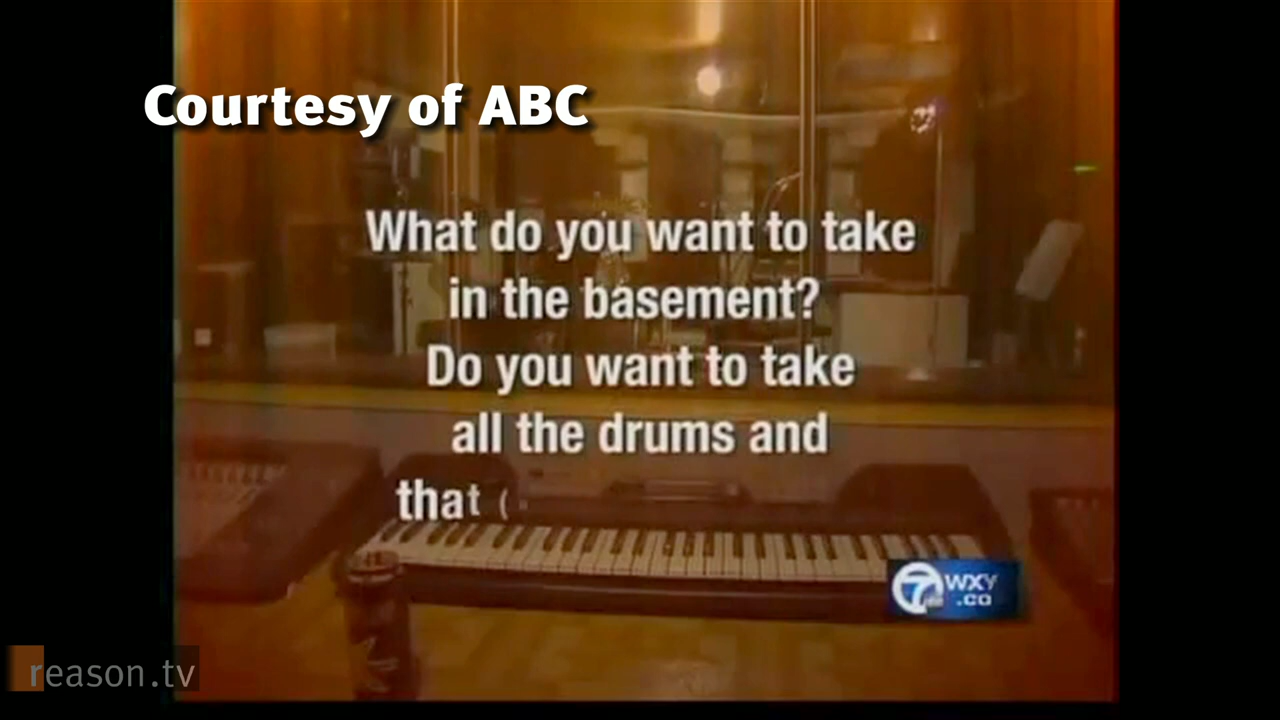 Courtesy of ABC
What do you want to take
in the basement?
Do you want to take
all the drums and
that (
7 WXY
.CO
reason.tv